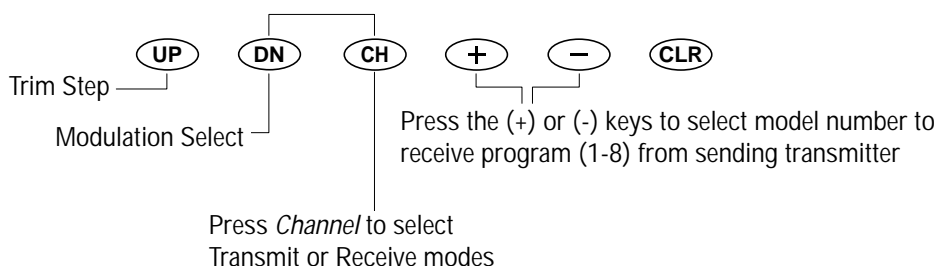 UP DN CH + − CLR
Trim Step
Modulation Select
Press the (+) or (-) keys to select model number to
receive program (1-8) from sending transmitter
Press Channel to select
Transmit or Receive modes